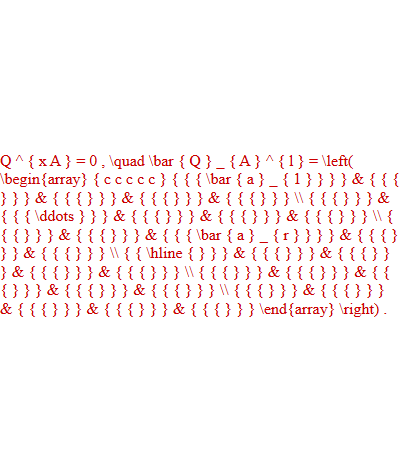 Q ^ { x A } = 0 , \quad \bar { Q } _ { A } ^ { 1 } = \left(
\begin{array} { c c c c c } { { { \bar { a } _ { 1 } } } } & { { {
} } } & { { { } } } & { { { } } } & { { { } } } \\ { { { } } } &
{ { { \ddots } } } & { { { } } } & { { { } } } & { { { } } } \\ {
{ { } } } & { { { } } } & { { { \bar { a } _ { r } } } } & { { { }
} } & { { { } } } \\ { { \hline { } } } & { { { } } } & { { { } }
} & { { { } } } & { { { } } } \\ { { { } } } & { { { } } } & { {
{ } } } & { { { } } } & { { { } } } \\ { { { } } } & { { { } } }
& { { { } } } & { { { } } } & { { { } } } \end{array} \right) .